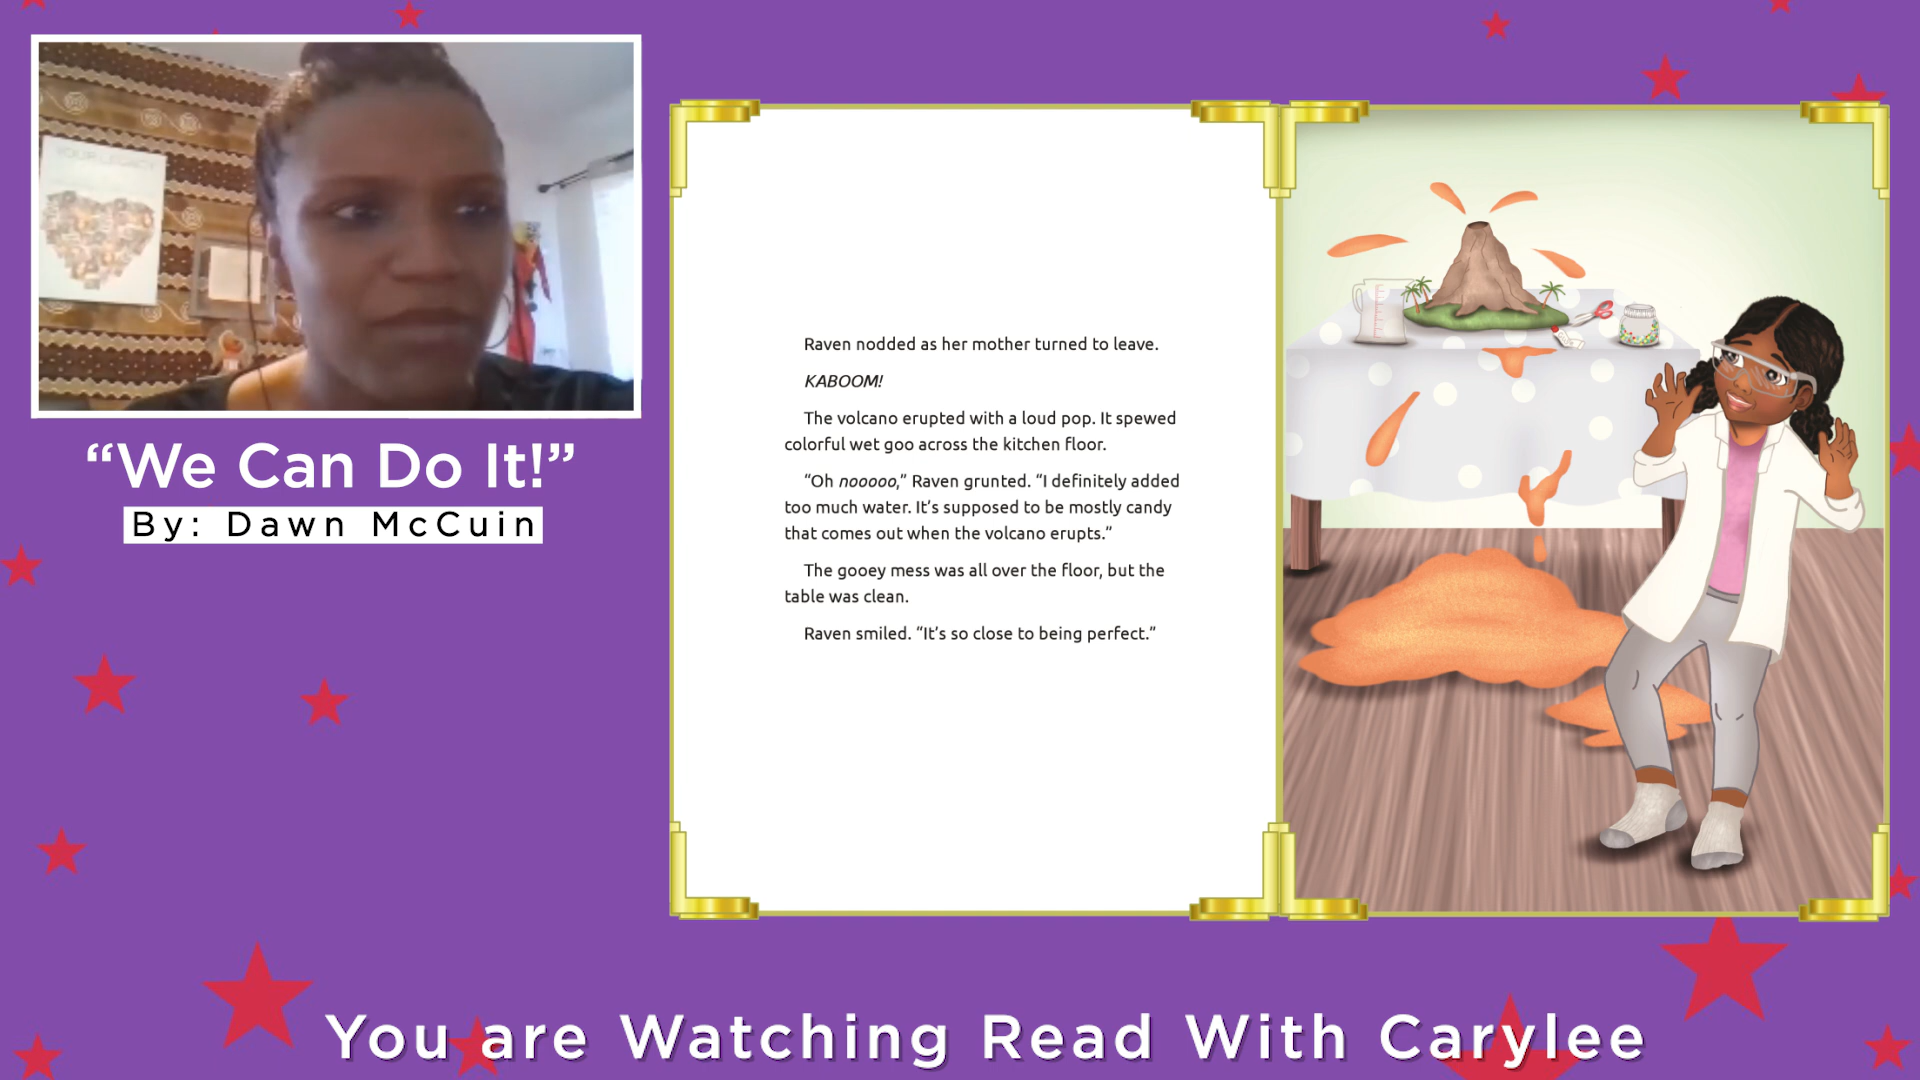 YOUR LEGACY
“We Can Do It!”
By: Dawn McCuin
Raven nodded as her mother turned to leave.
KABOOM!
The volcano erupted with a loud pop. It spewed
colorful wet goo across the kitchen floor.
“Oh nooooo,” Raven grunted. “I definitely added
too much water. It’s supposed to be mostly candy
that comes out when the volcano erupts.”
The gooey mess was all over the floor, but the
table was clean.
Raven smiled. “It’s so close to being perfect.”
You are Watching Read With Carylee